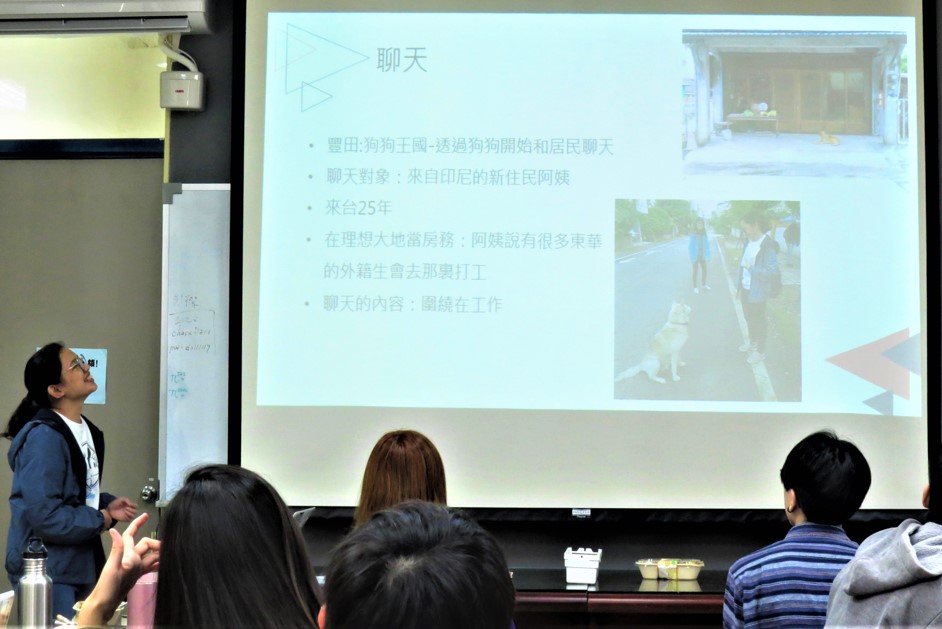 聊天
• 豐田:狗狗王國-透過狗狗開始和居民聊天
• 聊天對象：來自印尼的新住民阿姨
• 來台25年
• 在理想大地當房務：阿姨說有很多東華
的外籍生會去那裏打工
• 聊天的內容：圍繞在工作